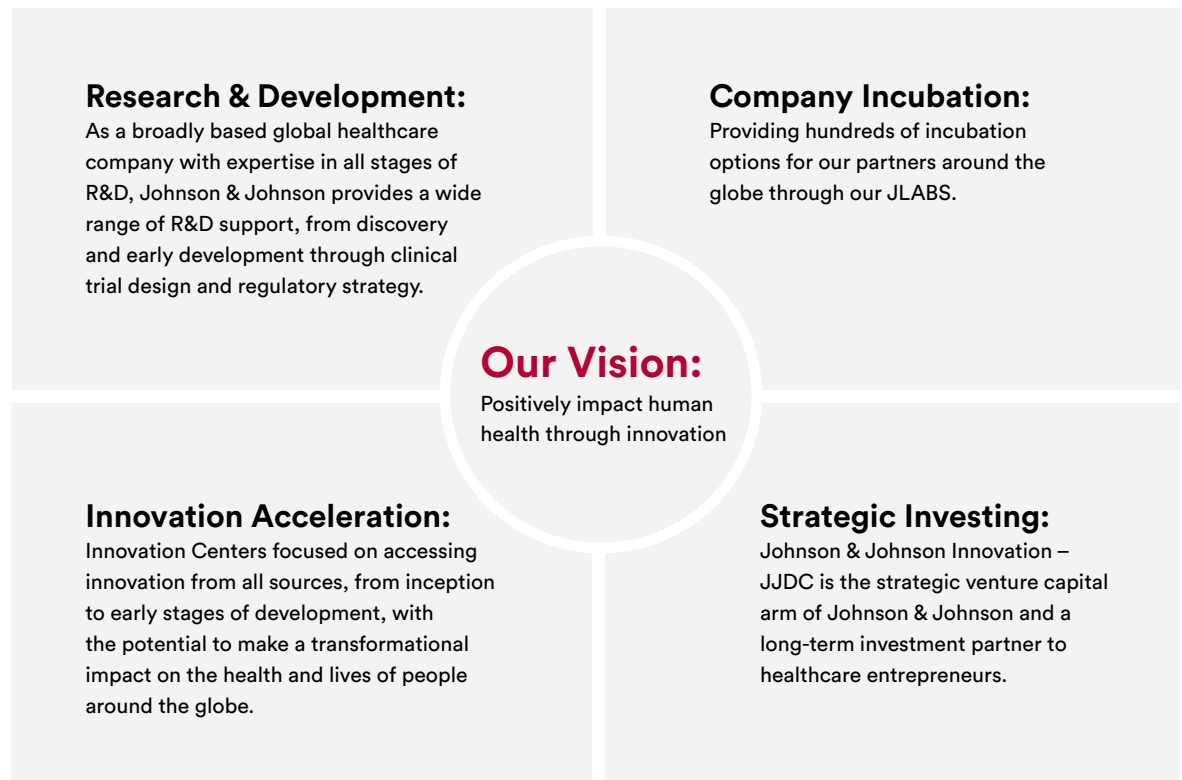 Research & Development:
As a broadly based global healthcare
company with expertise in all stages of
R&D, Johnson & Johnson provides a wide
range of R&D support, from discovery
and early development through clinical
trial design and regulatory strategy.
Company Incubation:
Providing hundreds of incubation
options for our partners around the
globe through our JLABS.
Our Vision:
Positively impact human
health through innovation
Innovation Acceleration:
Innovation Centers focused on accessing
innovation from all sources, from inception
to early stages of development, with
the potential to make a transformational
impact on the health and lives of people
around the globe.
Strategic Investing:
Johnson & Johnson Innovation –
JJDC is the strategic venture capital
arm of Johnson & Johnson and a
long-term investment partner to
healthcare entrepreneurs.